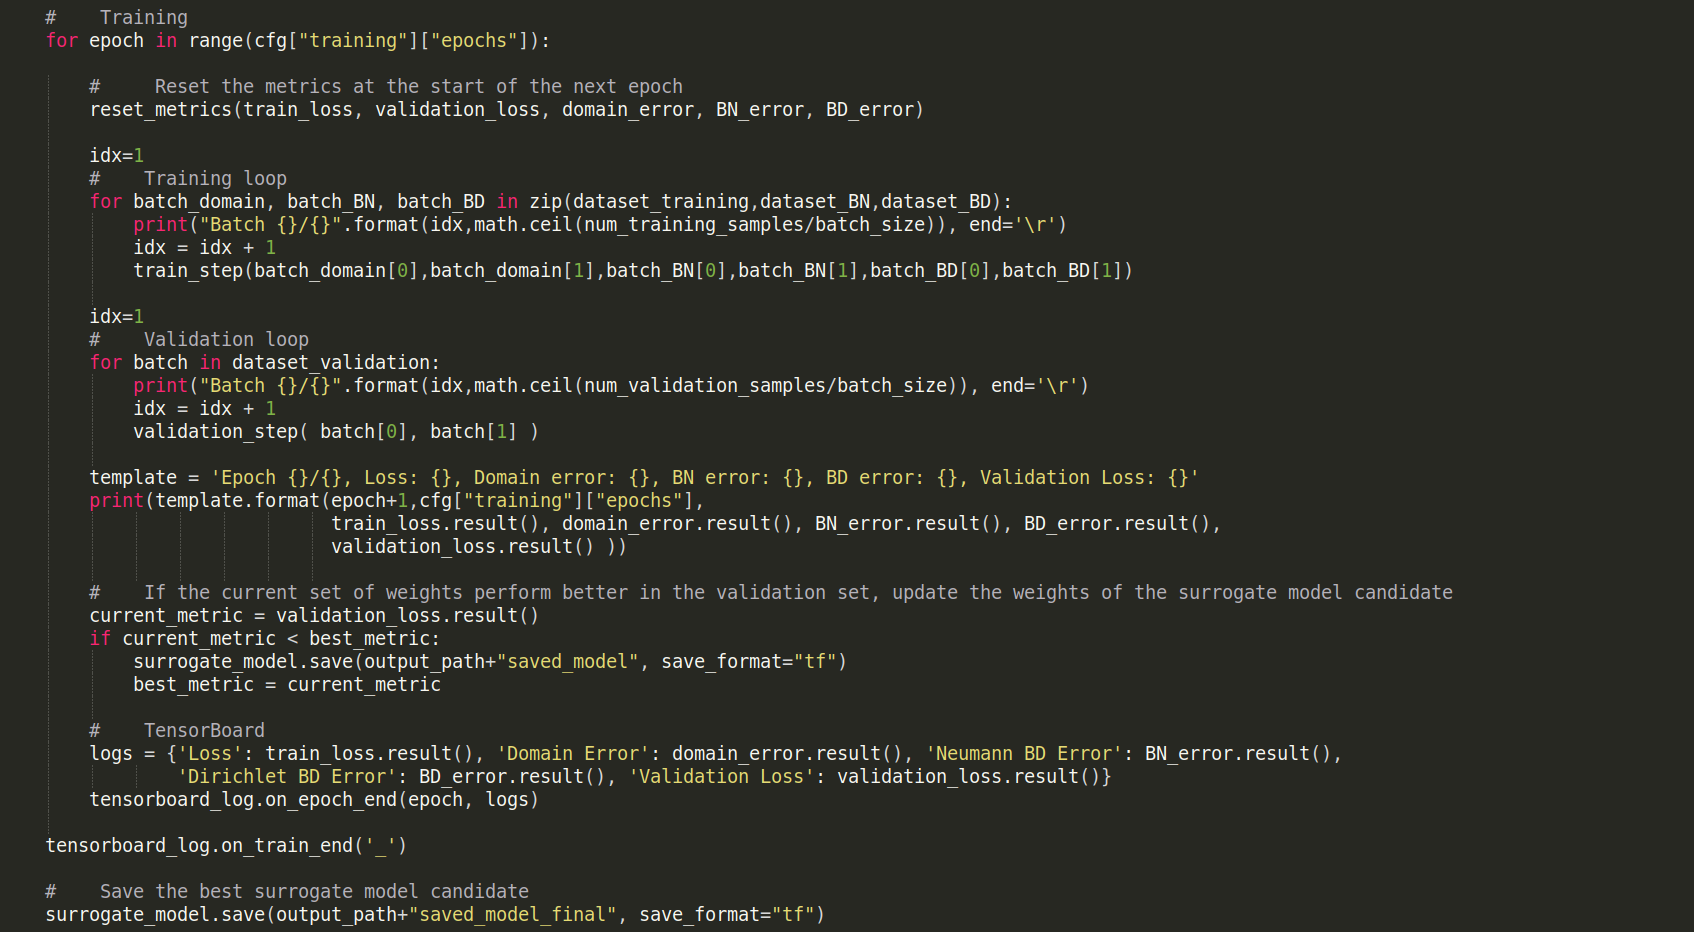 #    Training
for epoch in range(cfg["training"]["epochs"]):
#     Reset the metrics at the start of the next epoch
reset_metrics(train_loss, validation_loss, domain_error, BN_error, BD_error)
idx=1
#    Training loop
for batch_domain, batch_BN, batch_BD in zip(dataset_training,dataset_BN,dataset_BD):
print("Batch {}/{}".format(idx,math.ceil(num_training_samples/batch_size)), end='\r')
idx = idx + 1
train_step(batch_domain[0],batch_domain[1],batch_BN[0],batch_BN[1],batch_BD[0],batch_BD[1])
idx=1
#    Validation loop
for batch in dataset_validation:
print("Batch {}/{}".format(idx,math.ceil(num_validation_samples/batch_size)), end='\r')
idx = idx + 1
validation_step( batch[0], batch[1] )
template = 'Epoch {}/{}, Loss: {}, Domain error: {}, BN error: {}, BD error: {}, Validation Loss: {}'
print(template.format(epoch+1,cfg["training"]["epochs"],
train_loss.result(), domain_error.result(), BN_error.result(), BD_error.result(),
validation_loss.result() ))
#    If the current set of weights perform better in the validation set, update the weights of the surrogate model candidate
current_metric = validation_loss.result()
if current_metric < best_metric:
surrogate_model.save(output_path+"saved_model", save_format="tf")
best_metric = current_metric
#    TensorBoard
logs = {'Loss': train_loss.result(), 'Domain Error': domain_error.result(), 'Neumann BD Error': BN_error.result(),
'Dirichlet BD Error': BD_error.result(), 'Validation Loss': validation_loss.result()}
tensorboard_log.on_epoch_end(epoch, logs)
tensorboard_log.on_train_end('_')
#    Save the best surrogate model candidate
surrogate_model.save(output_path+"saved_model_final", save_format="tf")